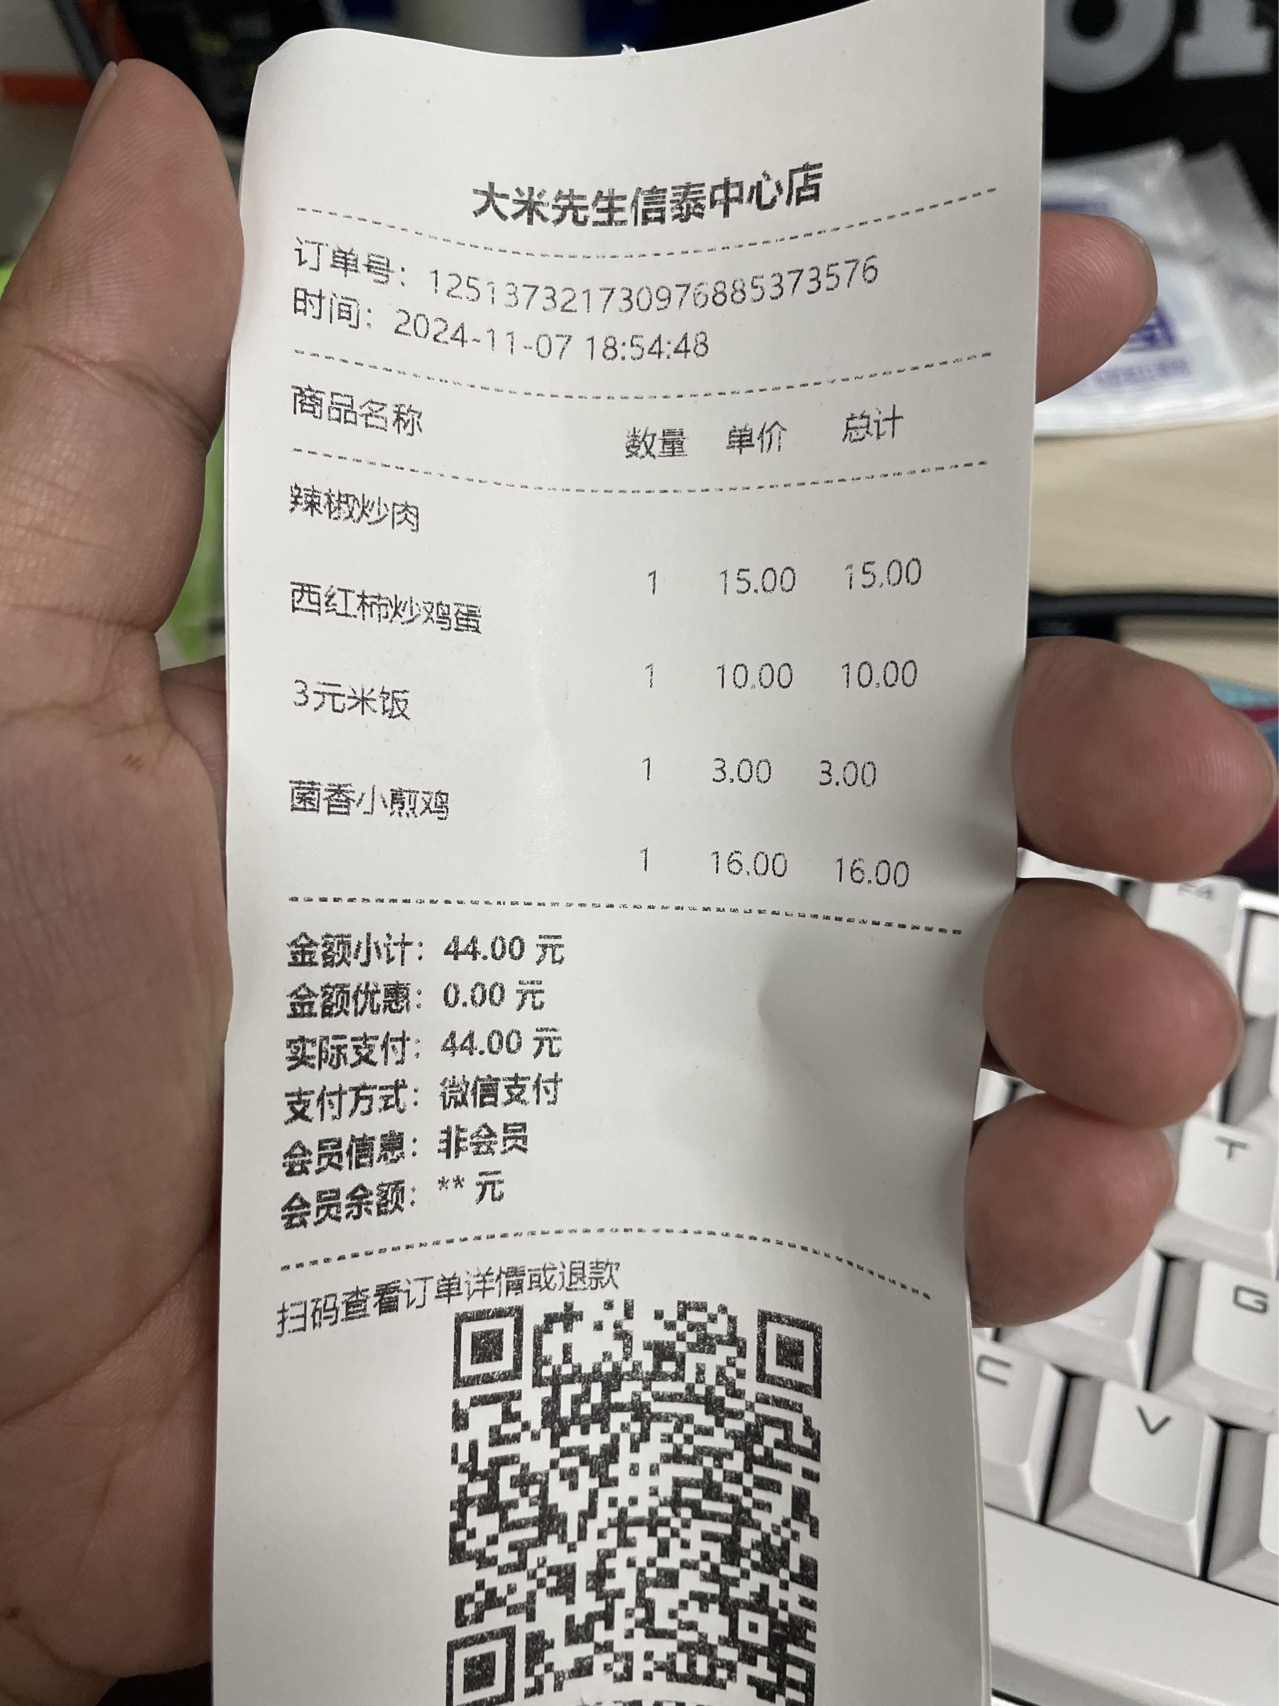 大米先生信泰中心店
订单号：12513732173097688537­3576
时间：2024-11-07 18:54:48
商品名称 数量 单价 总计
辣椒炒肉
1 15.00 15.00
西红柿炒鸡蛋
1 10.00 10.00
3元米饭
1 3.00 3.00
菌香小煎鸡
1 16.00 16.00
金额小计：44.00 元
金额优惠：0.00 元
实际支付：44.00 元
支付方式：微信支付
会员信息：非会员
会员余额：** 元
扫码查看订单详情或退款
F4
T
G
C
V